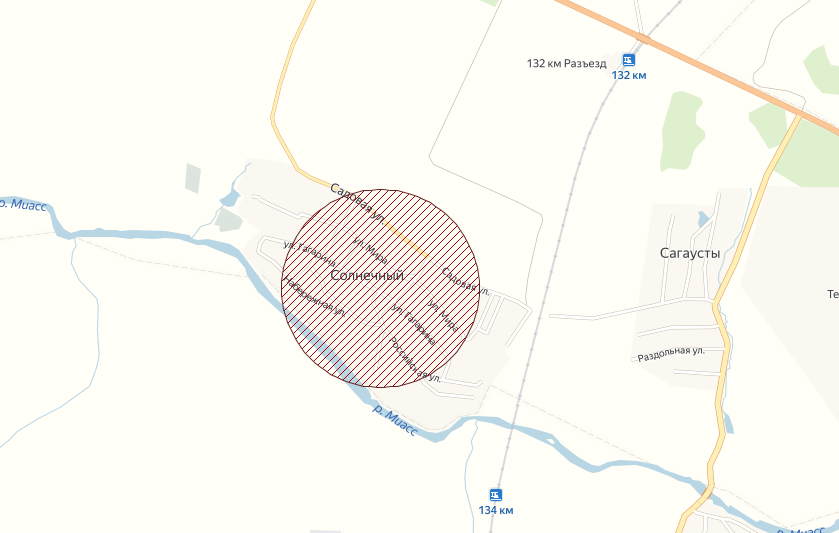 132 км Разъезд
132 км
р. Миасс
Садовая ул.
ул. Мира
ул. Гагарина
Сагаусты
Солнечный
Садовая ул.
Набережная ул.
Те
ул. Мира
ул. Гагарина
Российская ул.
Раздольная ул.
р. Миасс
134 км
р. Миасс